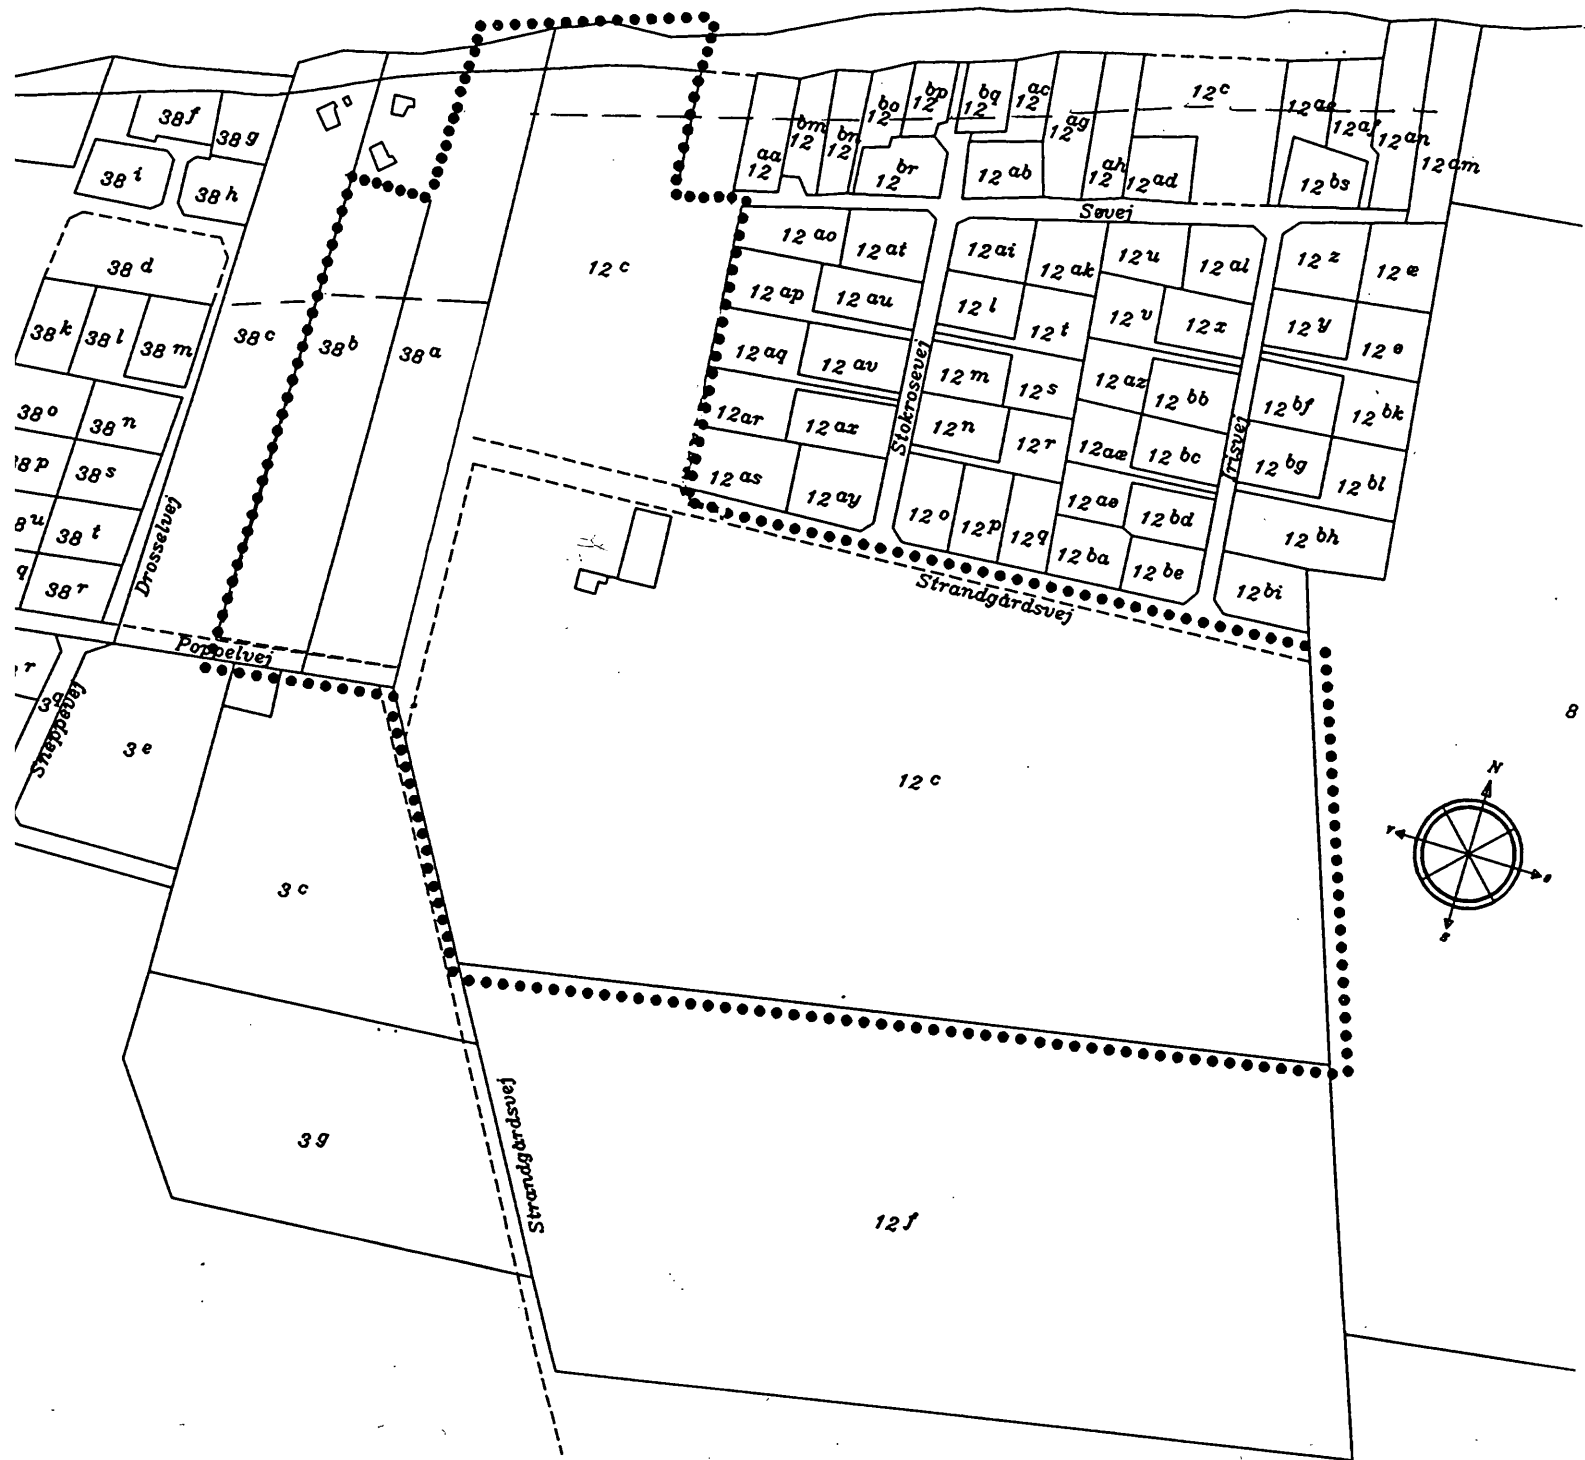 38 f
38 g
38 i
38 h
38 d
38 k
38 l
38 m
38 c
38 b
38 a
38 o
38 n
38 s
38 t
38 r
Drosselvej
Poppelvej
Sneppevej
3 e
3 c
3 g
12 c
12 aa
12 bm
12 bn
12 bo
12 bp
12 bq
12 ac
12 ag
12 br
12 ab
12 ah
12 ad
12 c
12 bs
12 an
12 am
Søvej
12 ao
12 at
12 ai
12 ak
12 u
12 al
12 z
12 æ
12 ap
12 au
12 l
12 t
12 v
12 x
12 y
12 ø
12 aq
12 av
12 m
12 s
12 az
12 bb
12 bf
12 bk
12 ar
12 ax
12 n
12 r
12 aæ
12 bc
12 bg
12 bl
12 as
12 ay
12 o
12 p
12 q
12 aø
12 bd
12 bh
12 ba
12 be
12 bi
Stokrosevej
Irisvej
Strandgårdsvej
12 c
8
N
Strandgårdsvej
12 f